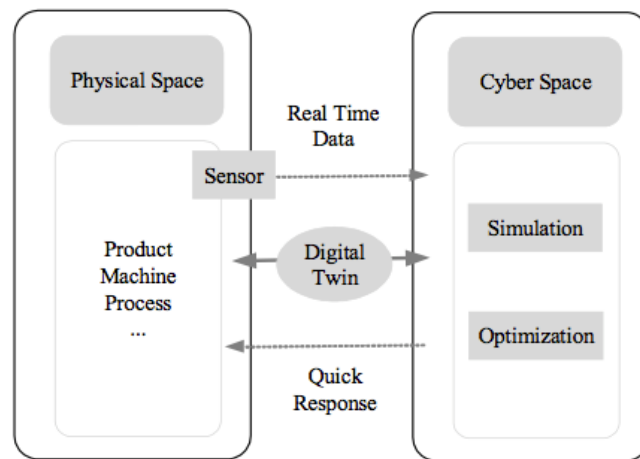 Physical Space
Cyber Space
Real Time
Data
Sensor
Simulation
Product
Machine
Process
...
Digital
Twin
Optimization
Quick
Response